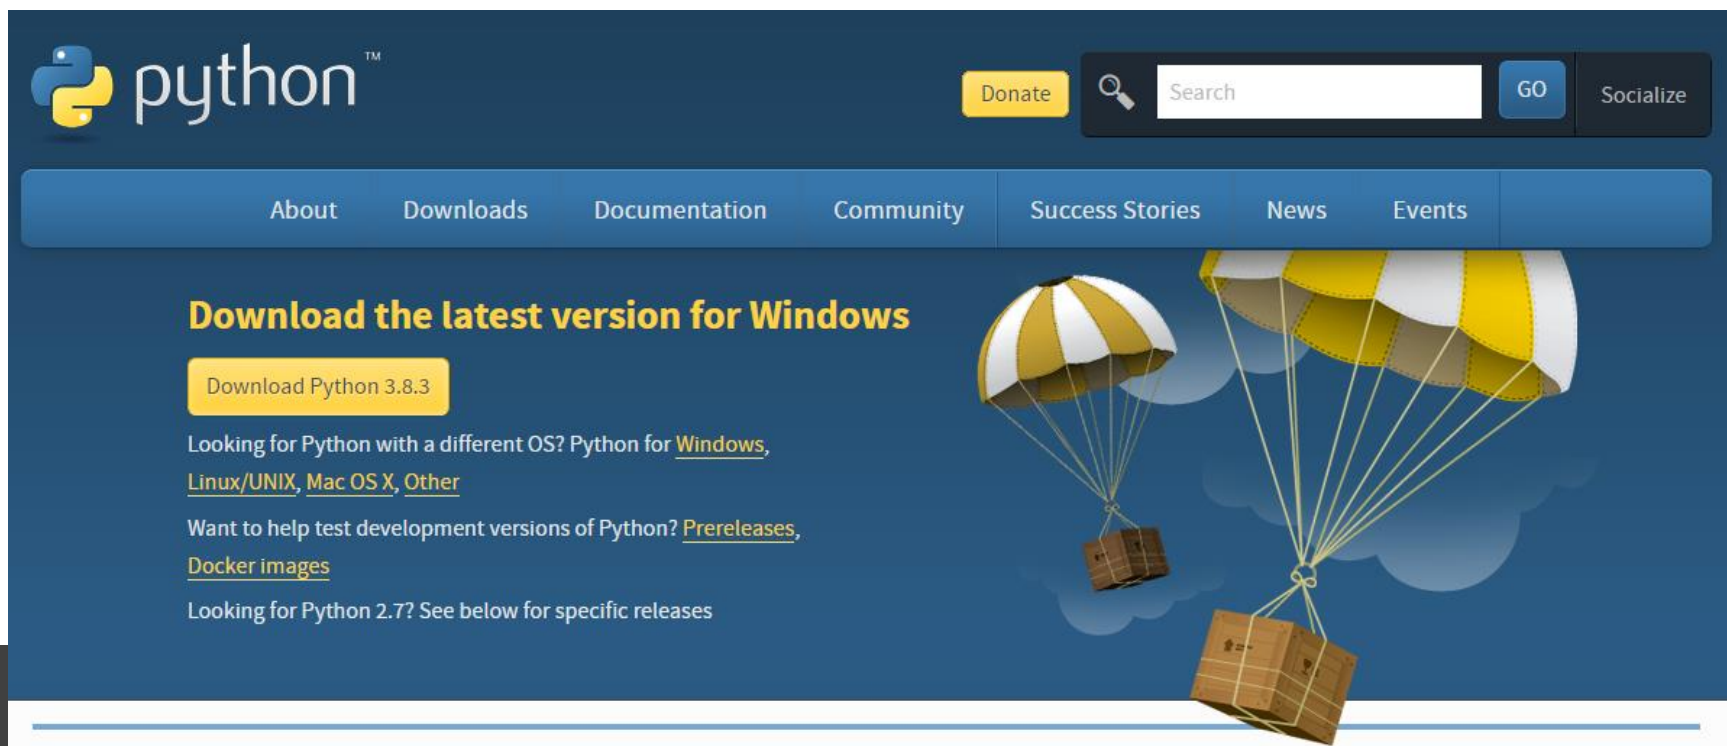 python™
Donate
Search
GO
Socialize
About
Downloads
Documentation
Community
Success Stories
News
Events
Download the latest version for Windows
Download Python 3.8.3
Looking for Python with a different OS? Python for Windows,
Linux/UNIX, Mac OS X, Other
Want to help test development versions of Python? Prereleases,
Docker images
Looking for Python 2.7? See below for specific releases